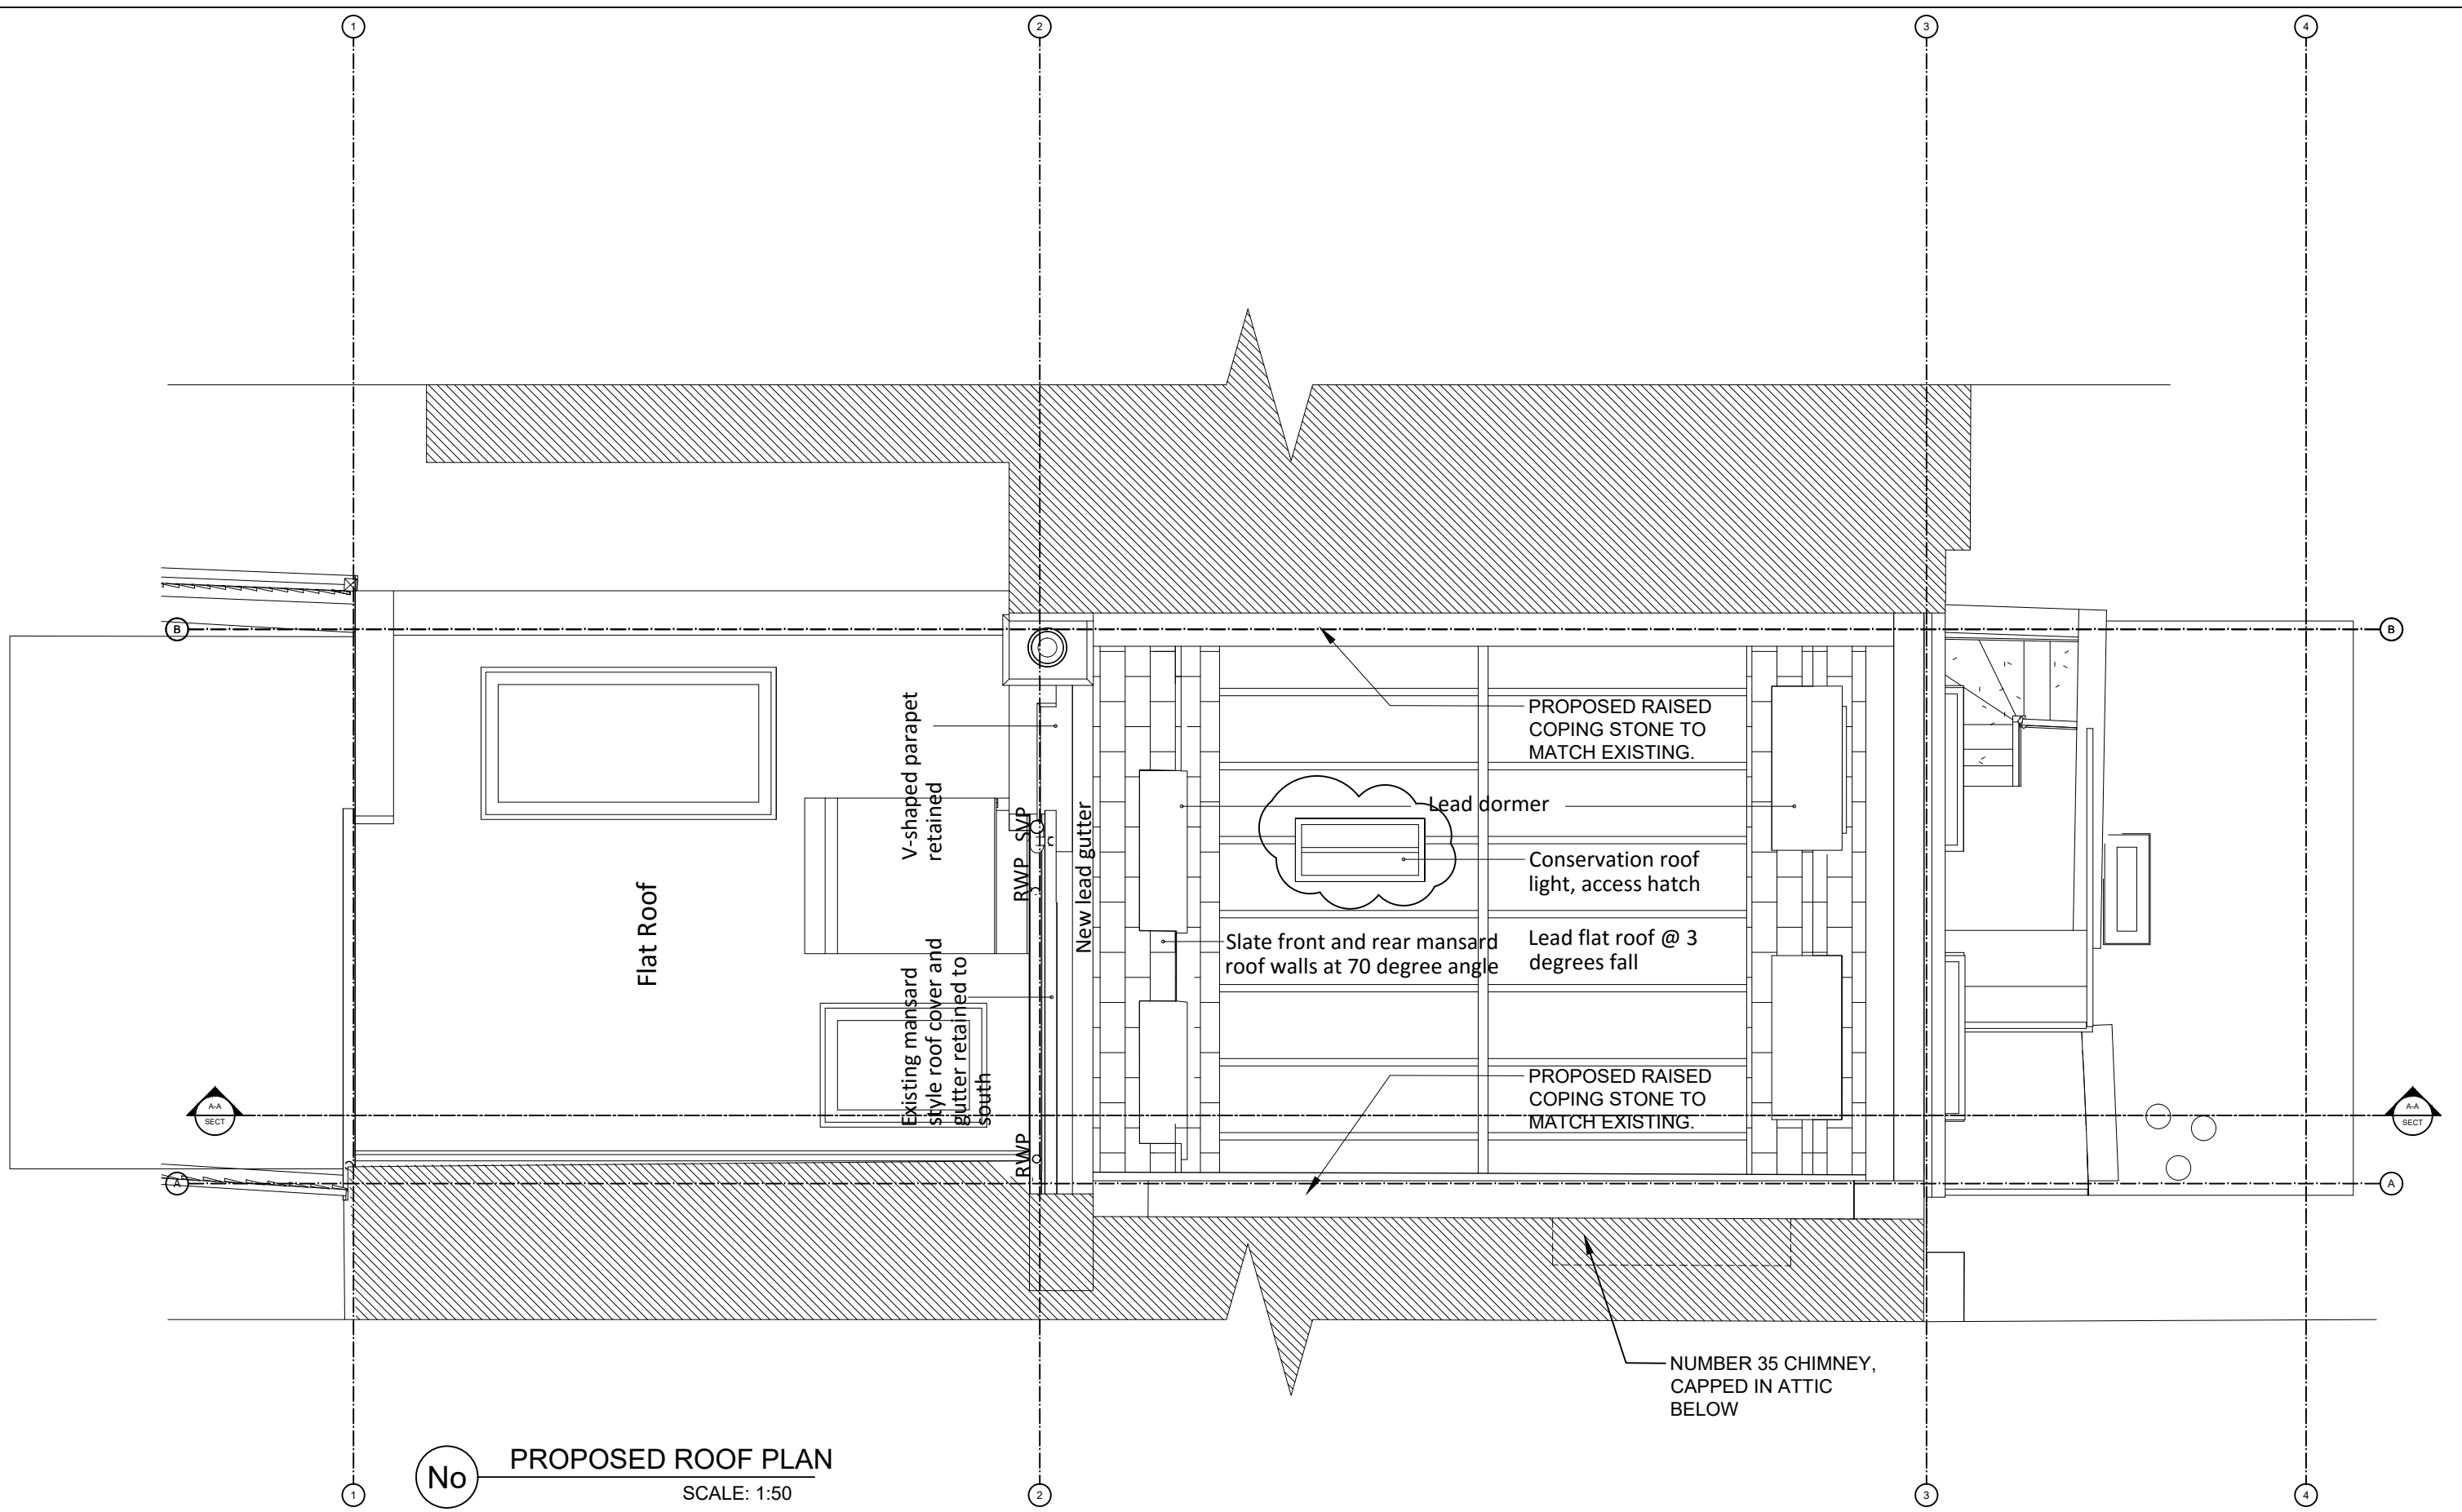 1
2
3
4
B
B
V-shaped parapet
retained
PROPOSED RAISED
COPING STONE TO
MATCH EXISTING.
Lead dormer
SVP
RWP
New lead gutter
Conservation roof
light, access hatch
Flat Roof
Slate front and rear mansard
roof walls at 70 degree angle
Lead flat roof @ 3
degrees fall
Existing mansard
style roof cover and
gutter retained to
south
PROPOSED RAISED
COPING STONE TO
MATCH EXISTING.
A-A
SECT
A-A
SECT
RWP
A
A
NUMBER 35 CHIMNEY,
CAPPED IN ATTIC
BELOW
No
PROPOSED ROOF PLAN
SCALE: 1:50
1
2
3
4